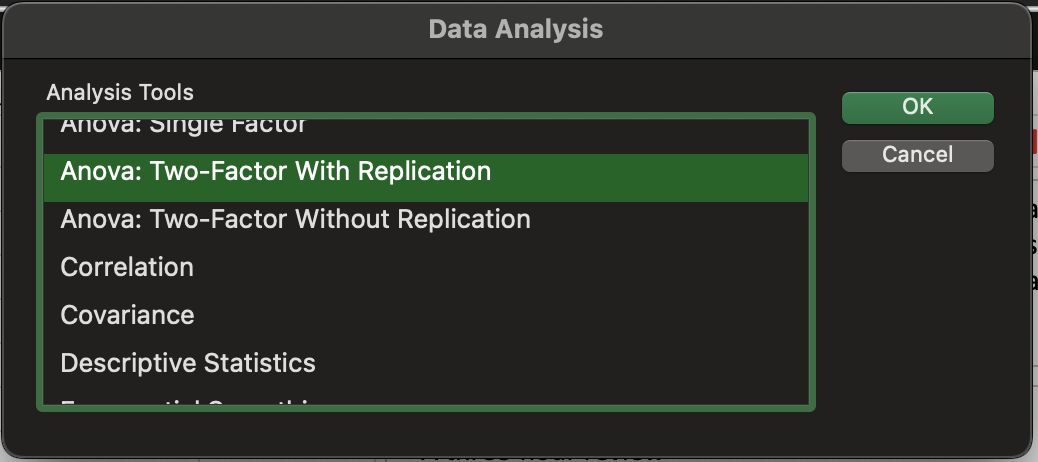 Data Analysis
Analysis Tools
Anova: Single Factor
Anova: Two-Factor With Replication
Anova: Two-Factor Without Replication
Correlation
Covariance
Descriptive Statistics
OK
Cancel